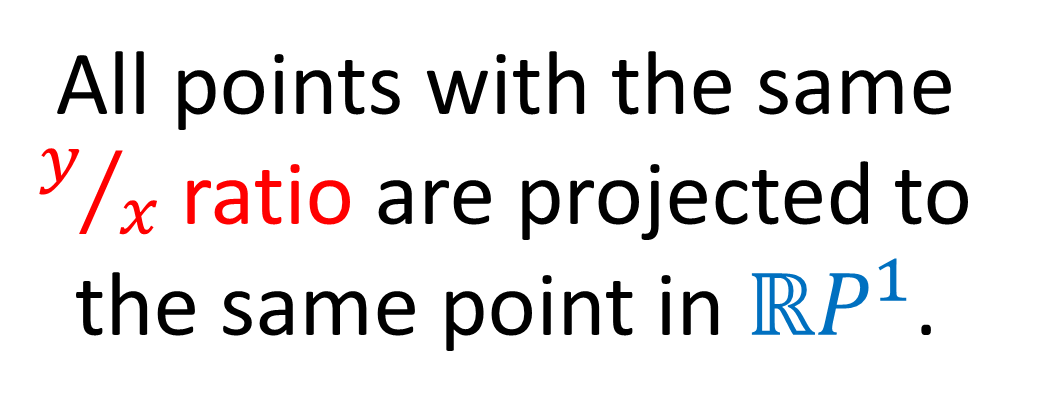 All points with the same
y/x ratio are projected to
the same point in ℝP¹.